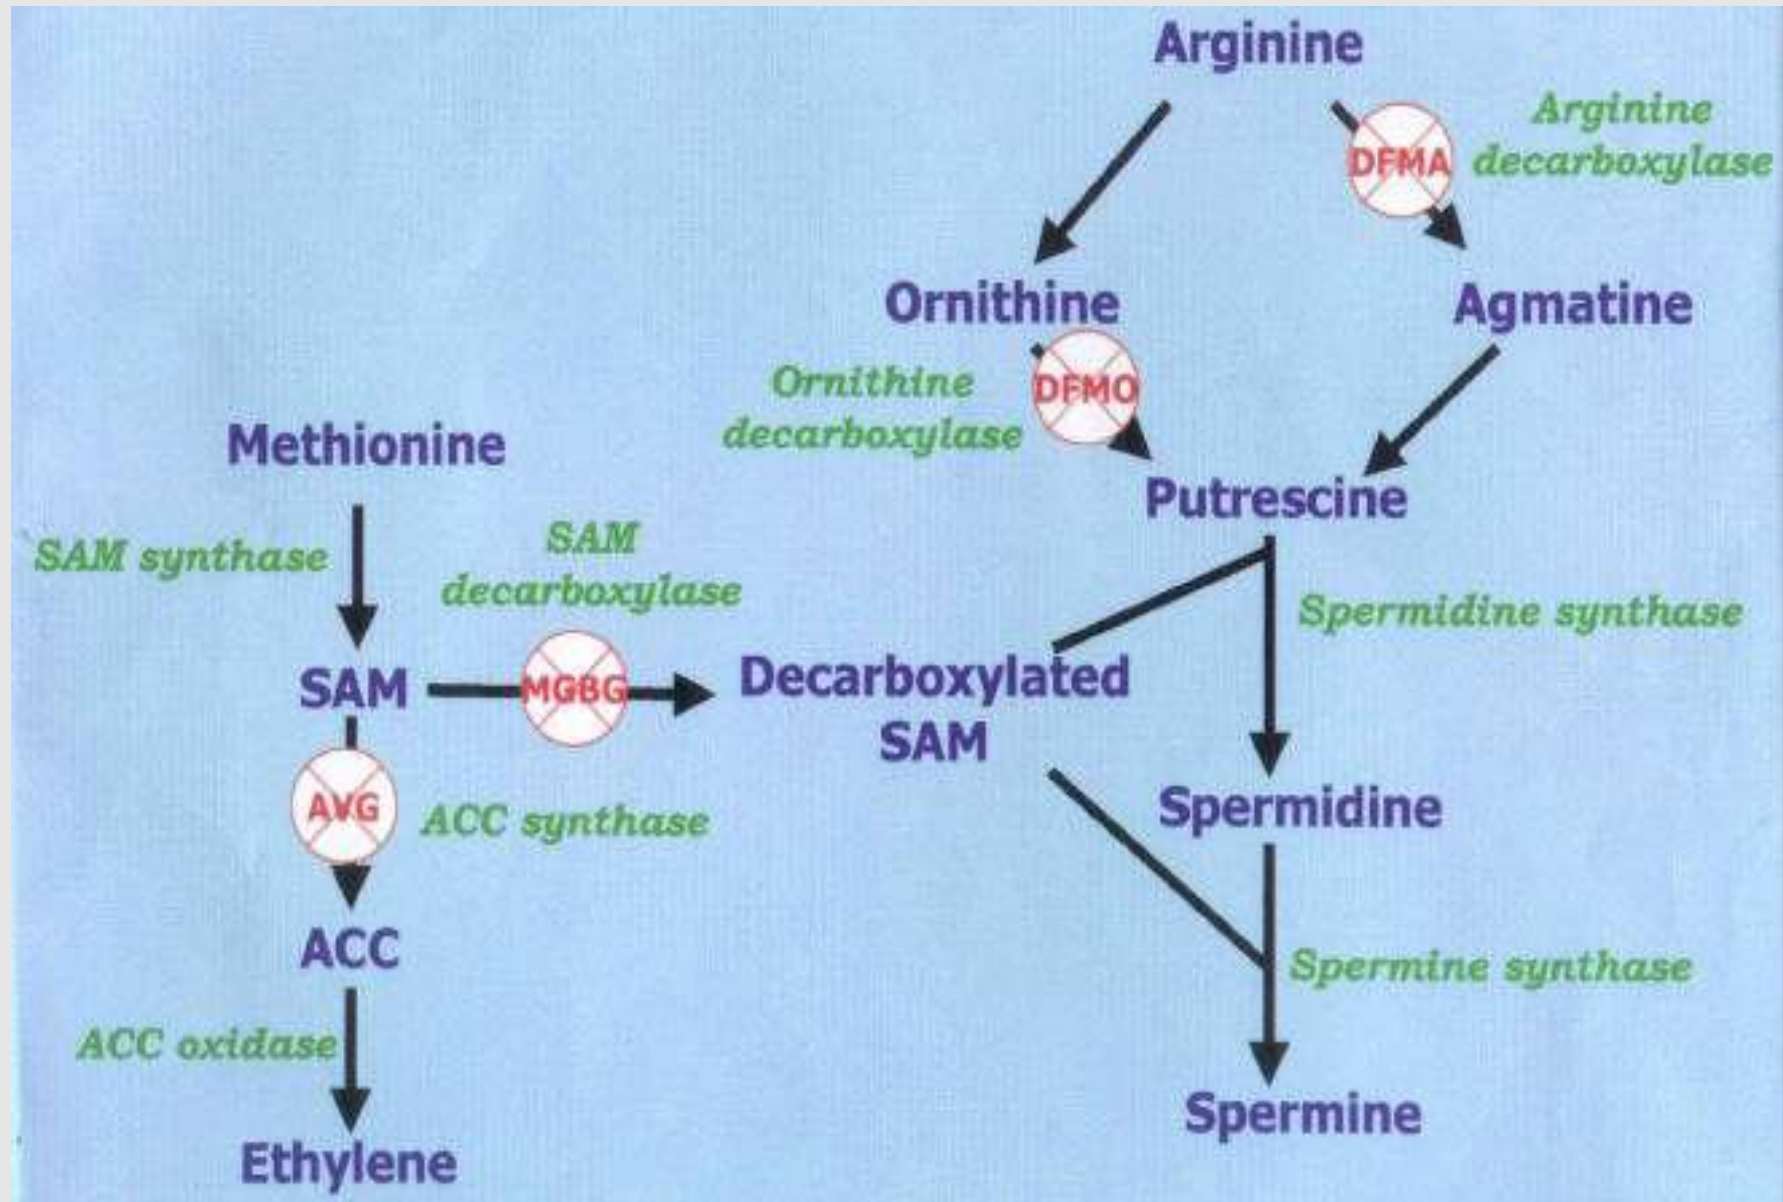 Arginine
Arginine
decarboxylase
DFMA
Ornithine
Agmatine
Ornithine
decarboxylase
DFMO
Methionine
Putrescine
SAM synthase
SAM
decarboxylase
Spermidine synthase
SAM
MGBG
Decarboxylated
SAM
AVG
ACC synthase
Spermidine
ACC
Spermine synthase
ACC oxidase
Spermine
Ethylene